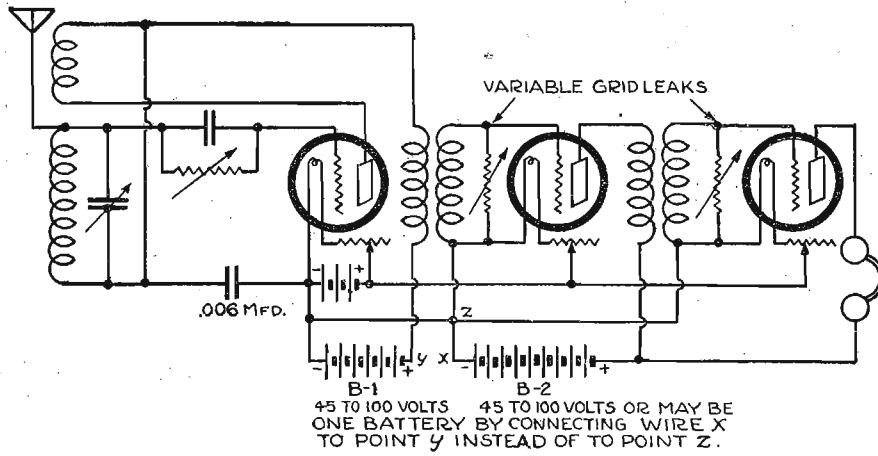 VARIABLE GRID LEAKS
.006 MFD.
- +
Z
- + y x - +
B-1 B-2
45 TO 100 VOLTS 45 TO 100 VOLTS OR MAY BE
ONE BATTERY BY CONNECTING WIRE X
TO POINT y INSTEAD OF TO POINT Z.